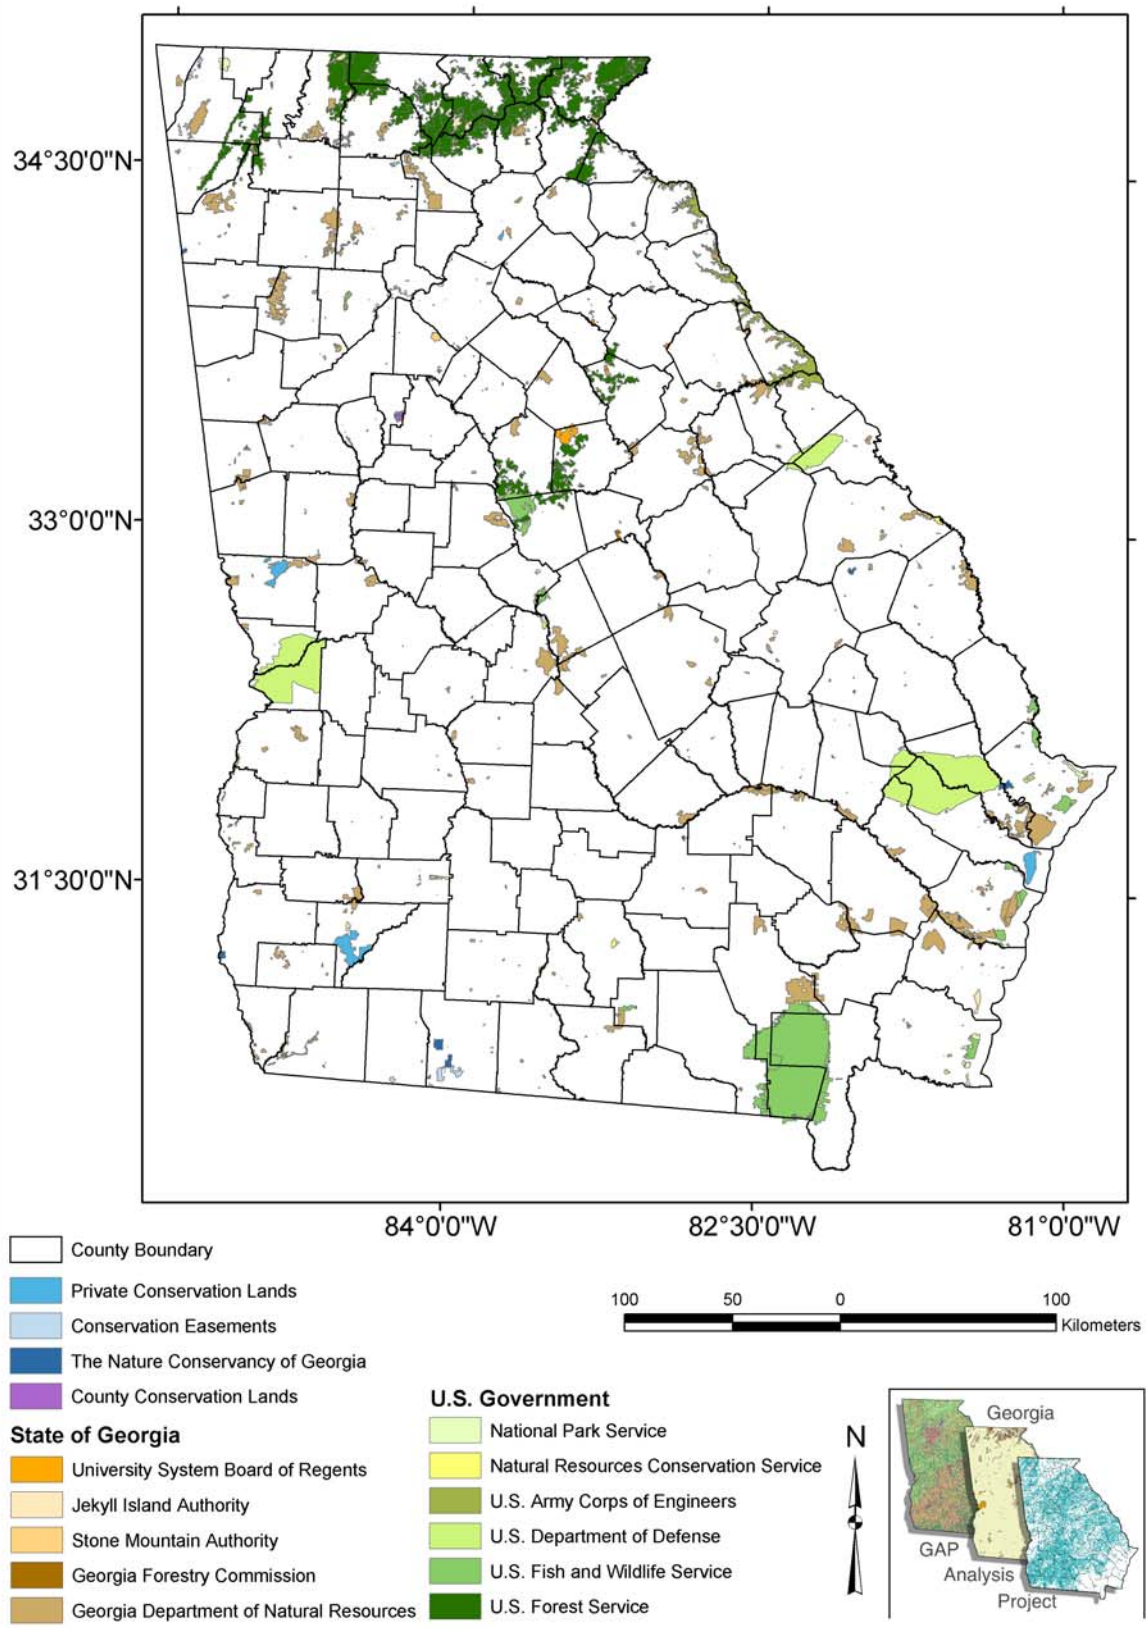 34°30'0"N
33°0'0"N
31°30'0"N
84°0'0"W
82°30'0"W
81°0'0"W
County Boundary
Private Conservation Lands
Conservation Easements
The Nature Conservancy of Georgia
County Conservation Lands
State of Georgia
University System Board of Regents
Jekyll Island Authority
Stone Mountain Authority
Georgia Forestry Commission
Georgia Department of Natural Resources
U.S. Government
National Park Service
Natural Resources Conservation Service
U.S. Army Corps of Engineers
U.S. Department of Defense
U.S. Fish and Wildlife Service
U.S. Forest Service
100 50 0 100
Kilometers
N
Georgia
GAP
Analysis
Project